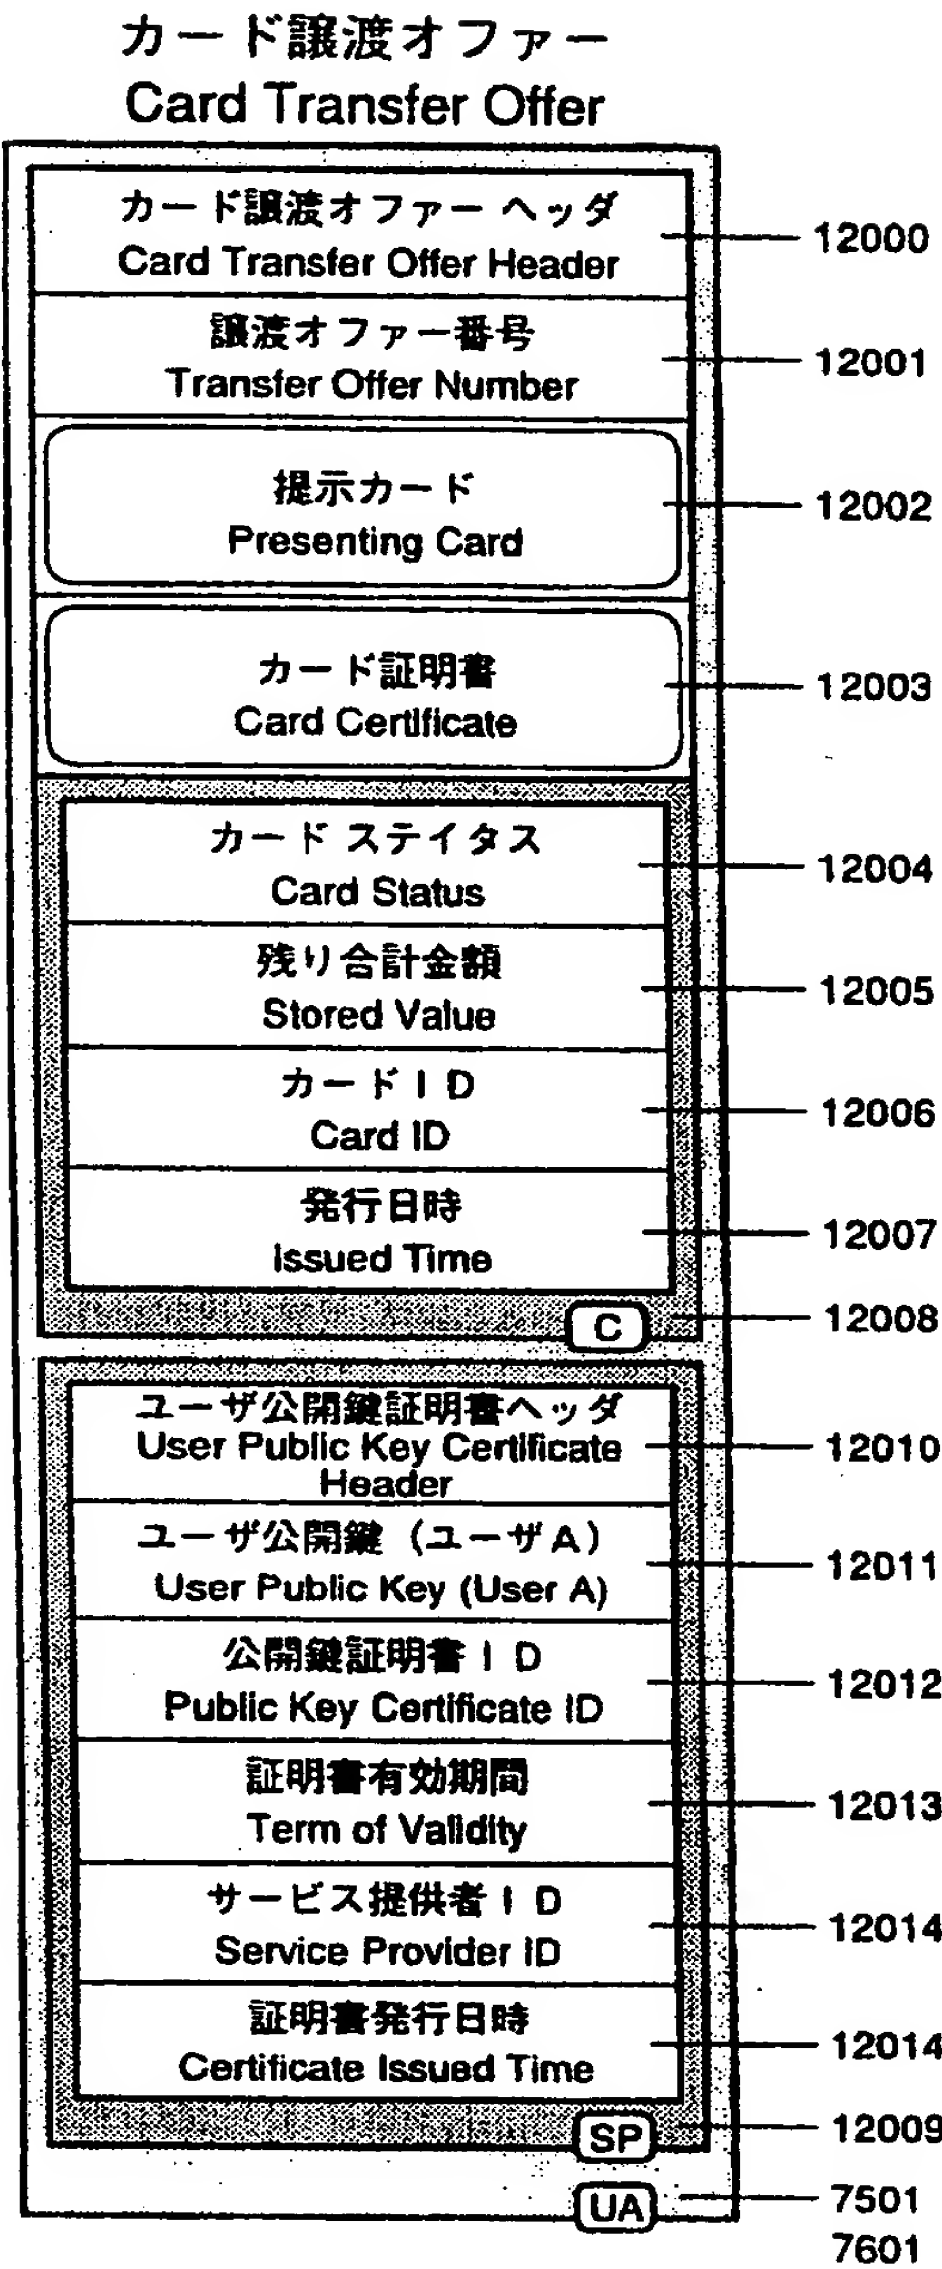 カード譲渡オファー
Card Transfer Offer
カード譲渡オファー ヘッダ
Card Transfer Offer Header
12000
譲渡オファー番号
Transfer Offer Number
12001
提示カード
Presenting Card
12002
カード証明書
Card Certificate
12003
カード ステイタス
Card Status
12004
残り合計金額
Stored Value
12005
カードID
Card ID
12006
発行日時
Issued Time
12007
C
12008
ユーザ公開鍵証明書ヘッダ
User Public Key Certificate
Header
12010
ユーザ公開鍵（ユーザA）
User Public Key (User A)
12011
公開鍵証明書ID
Public Key Certificate ID
12012
証明書有効期間
Term of Validity
12013
サービス提供者ID
Service Provider ID
12014
証明書発行日時
Certificate Issued Time
12014
SP
12009
UA
7501
7601